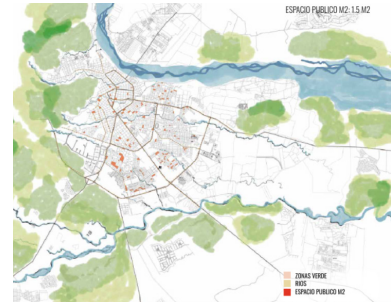 ESPACIO PUBLICO M2: 1.5 M2
ZONAS VERDE
RIOS
ESPACIO PUBLICO M2